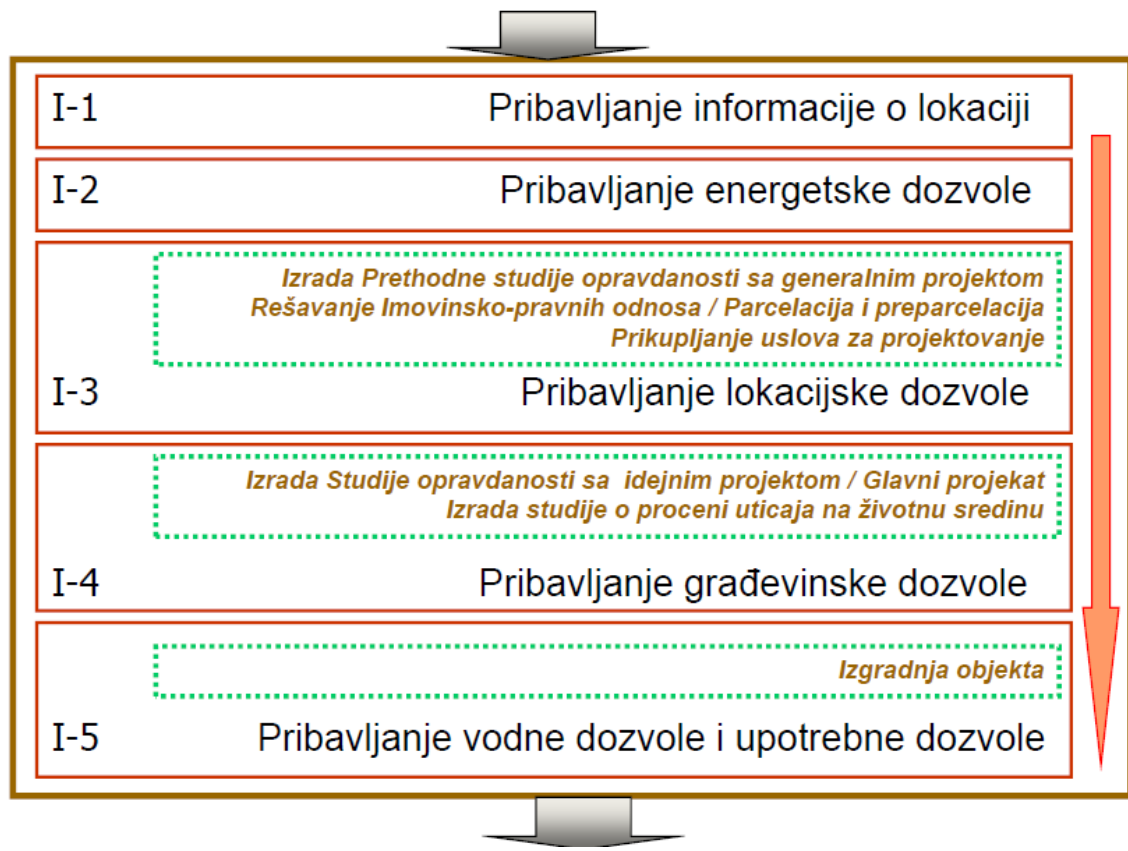 I-1 Pribavljanje informacije o lokaciji
I-2 Pribavljanje energetske dozvole
Izrada Prethodne studije opravdanosti sa generalnim projektom
Rešavanje Imovinsko-pravnih odnosa / Parcelacija i preparcelacija
Prikupljanje uslova za projektovanje
I-3 Pribavljanje lokacijske dozvole
Izrada Studije opravdanosti sa idejnim projektom / Glavni projekat
Izrada studije o proceni uticaja na životnu sredinu
I-4 Pribavljanje građevinske dozvole
Izgradnja objekta
I-5 Pribavljanje vodne dozvole i upotrebne dozvole